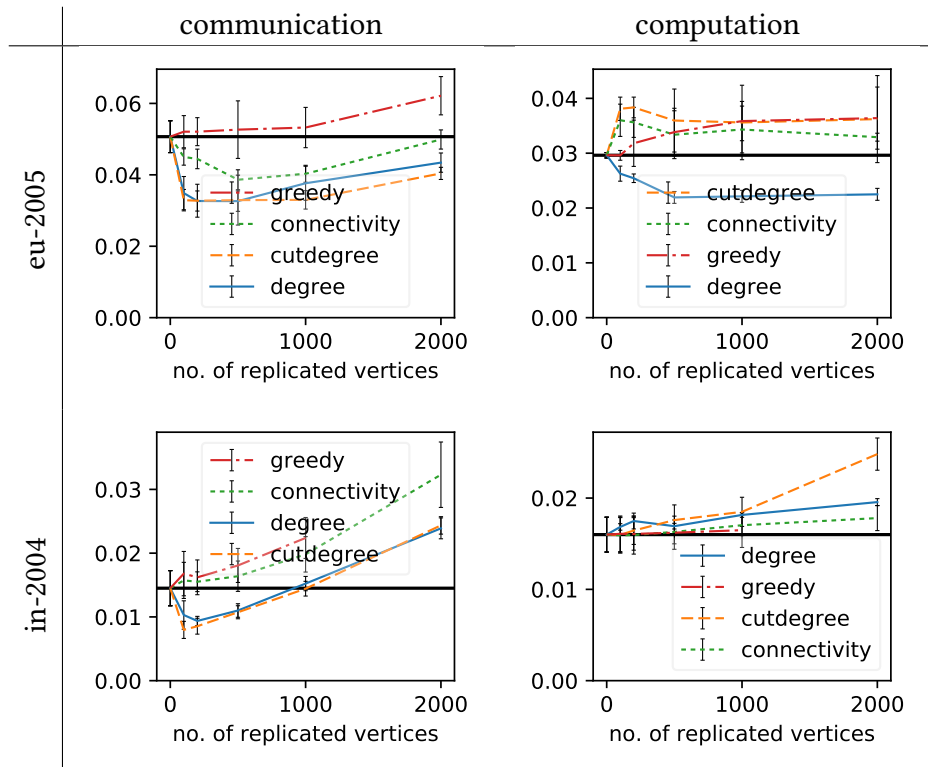 communication computation
eu-2005
0.06
0.04
0.02
0.00
greedy
connectivity
cutdegree
degree
0 1000 2000
no. of replicated vertices
0.04
0.03
0.02
0.01
0.00
cutdegree
connectivity
greedy
degree
0 1000 2000
no. of replicated vertices
in-2004
0.03
0.02
0.01
0.00
greedy
connectivity
degree
cutdegree
0 1000 2000
no. of replicated vertices
0.02
0.01
0.00
degree
greedy
cutdegree
connectivity
0 1000 2000
no. of replicated vertices